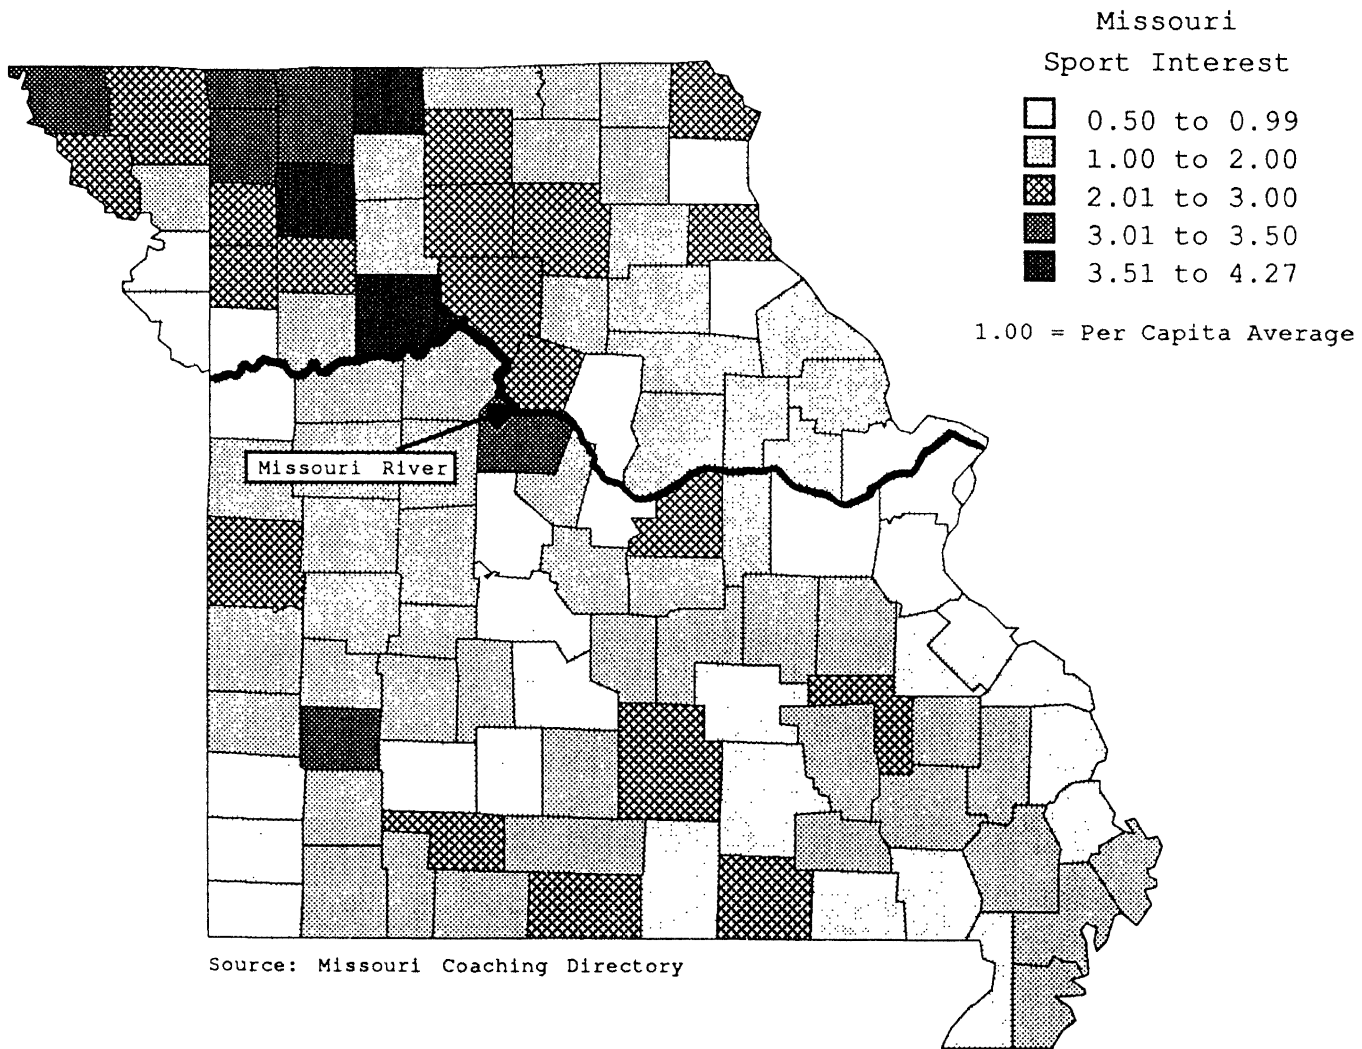 Missouri
Sport Interest
0.50 to 0.99
1.00 to 2.00
2.01 to 3.00
3.01 to 3.50
3.51 to 4.27
1.00 = Per Capita Average
Missouri River
Source: Missouri Coaching Directory